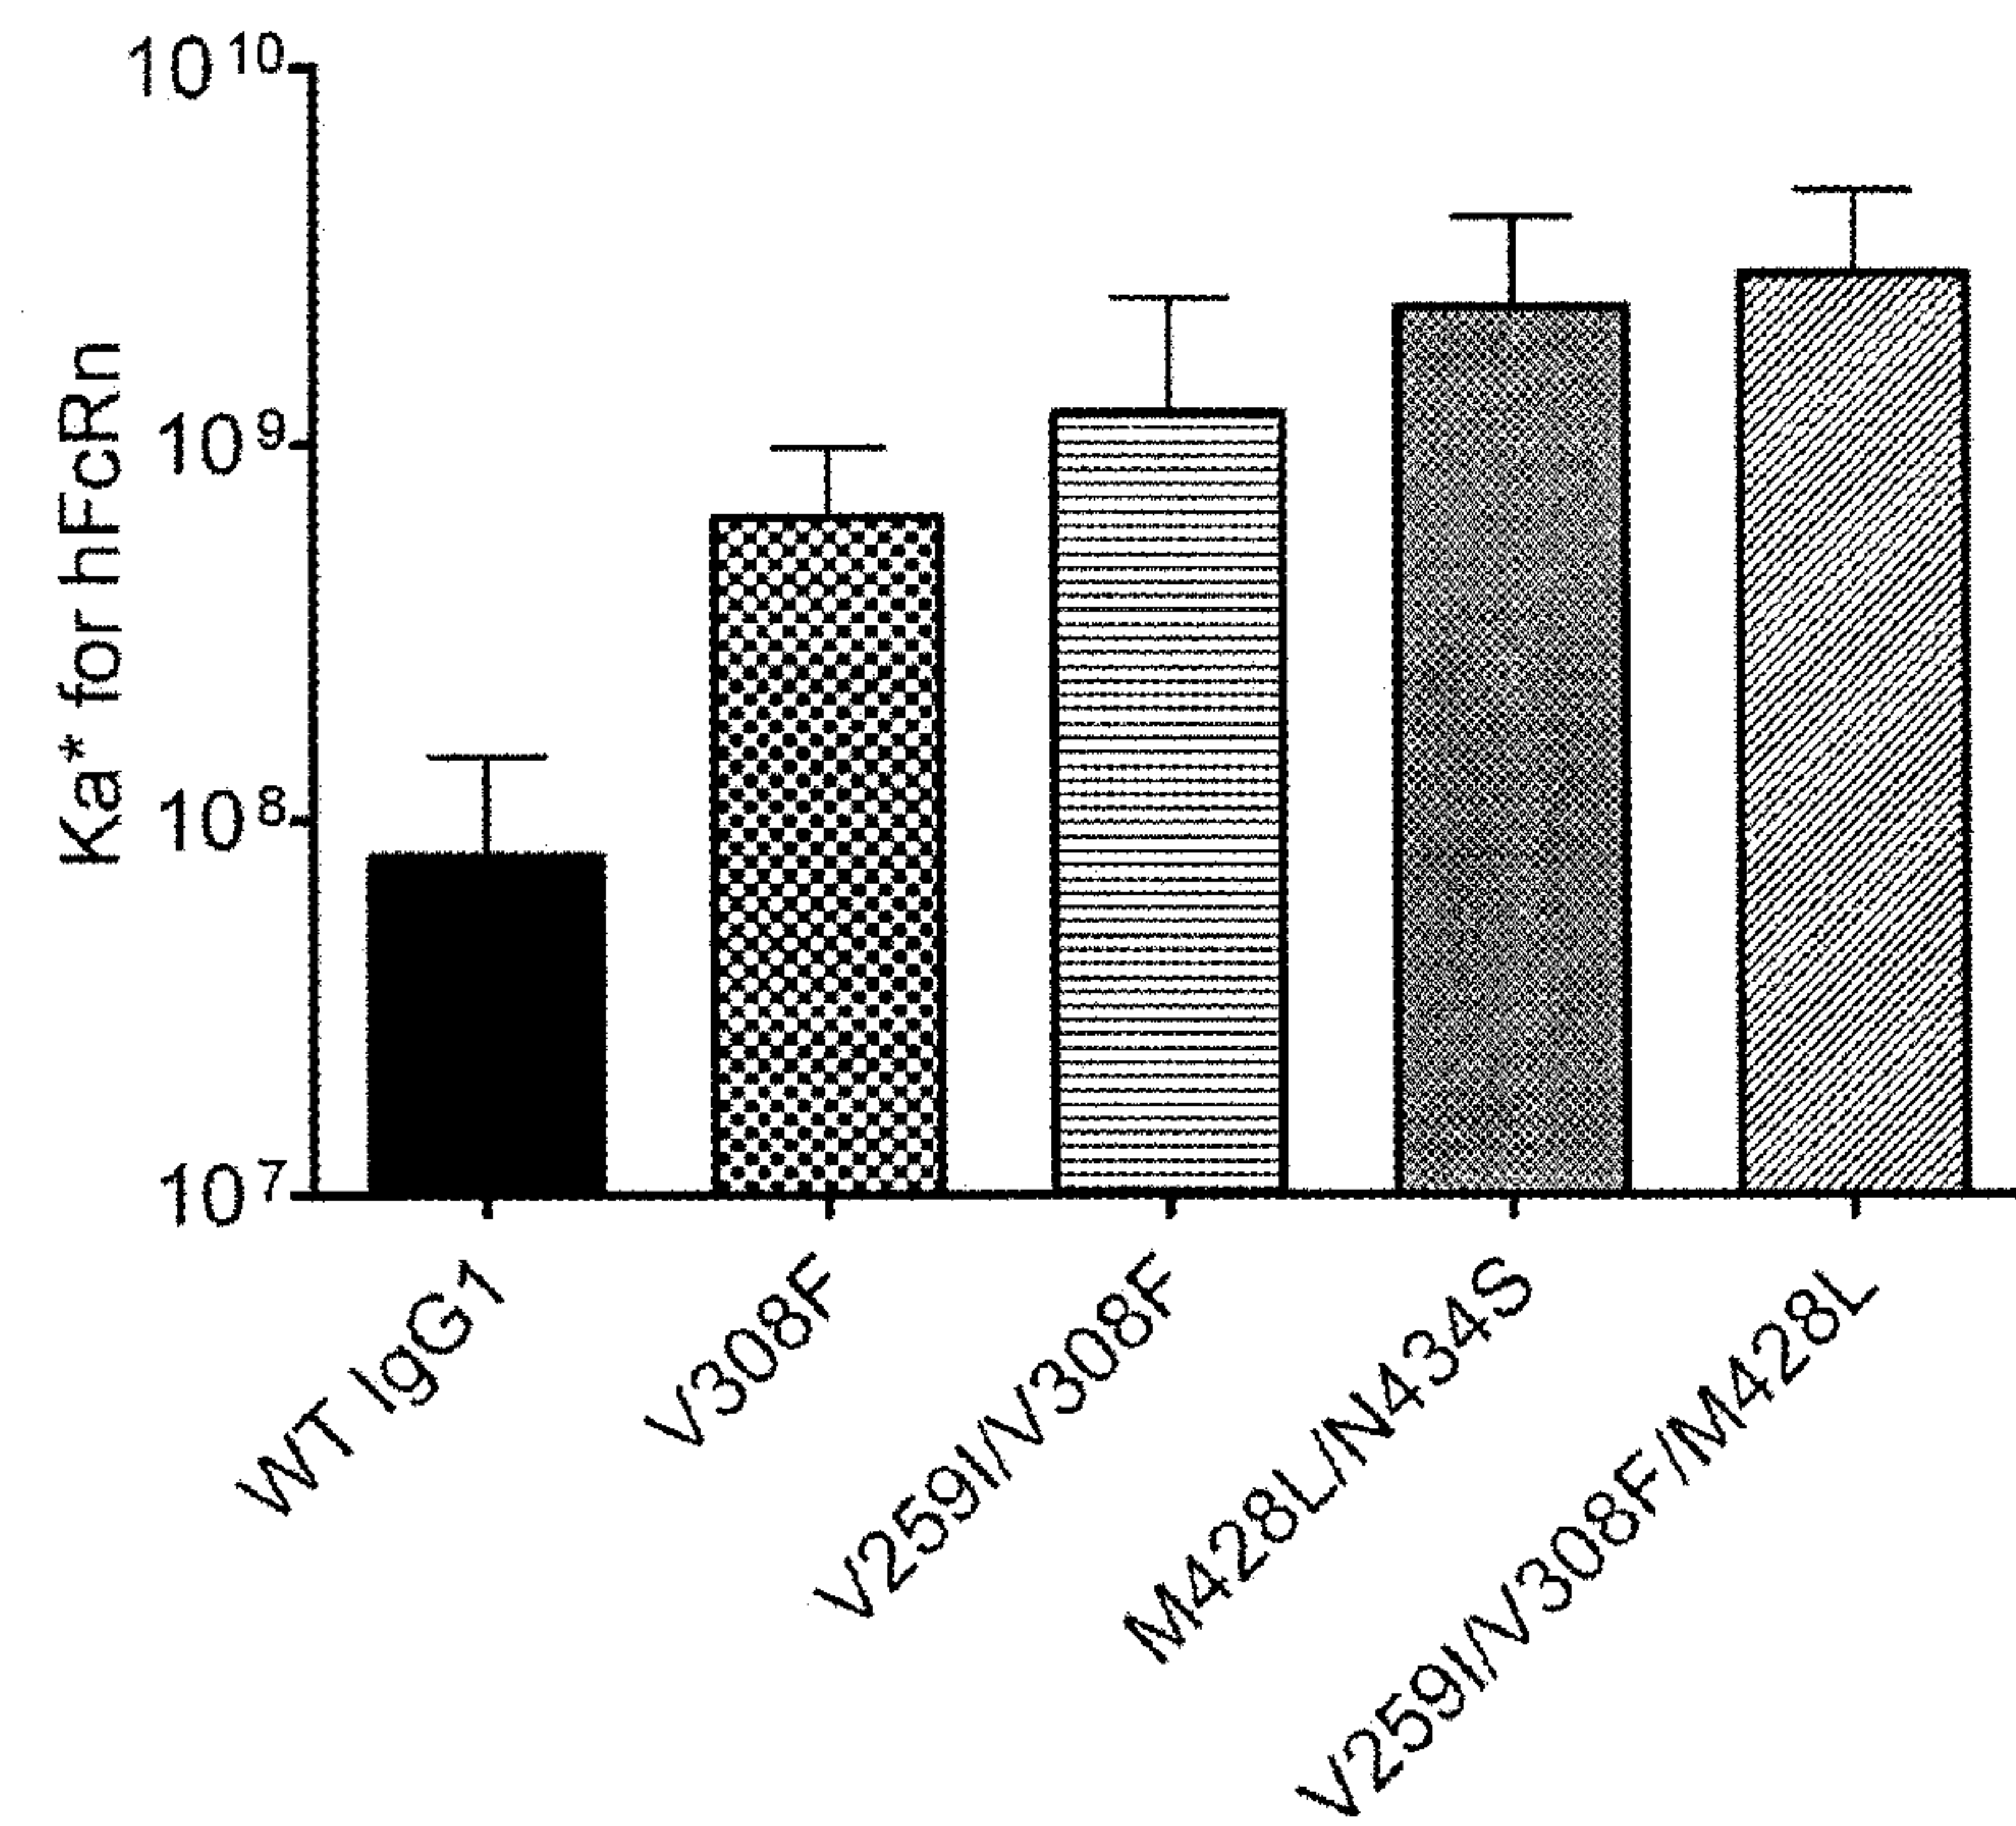 10¹⁰
10⁹
10⁸
10⁷
Ka* for hFcRn
WT IgG1
V308F
V259I/V308F
M428L/N434S
V259I/V308F/M428L